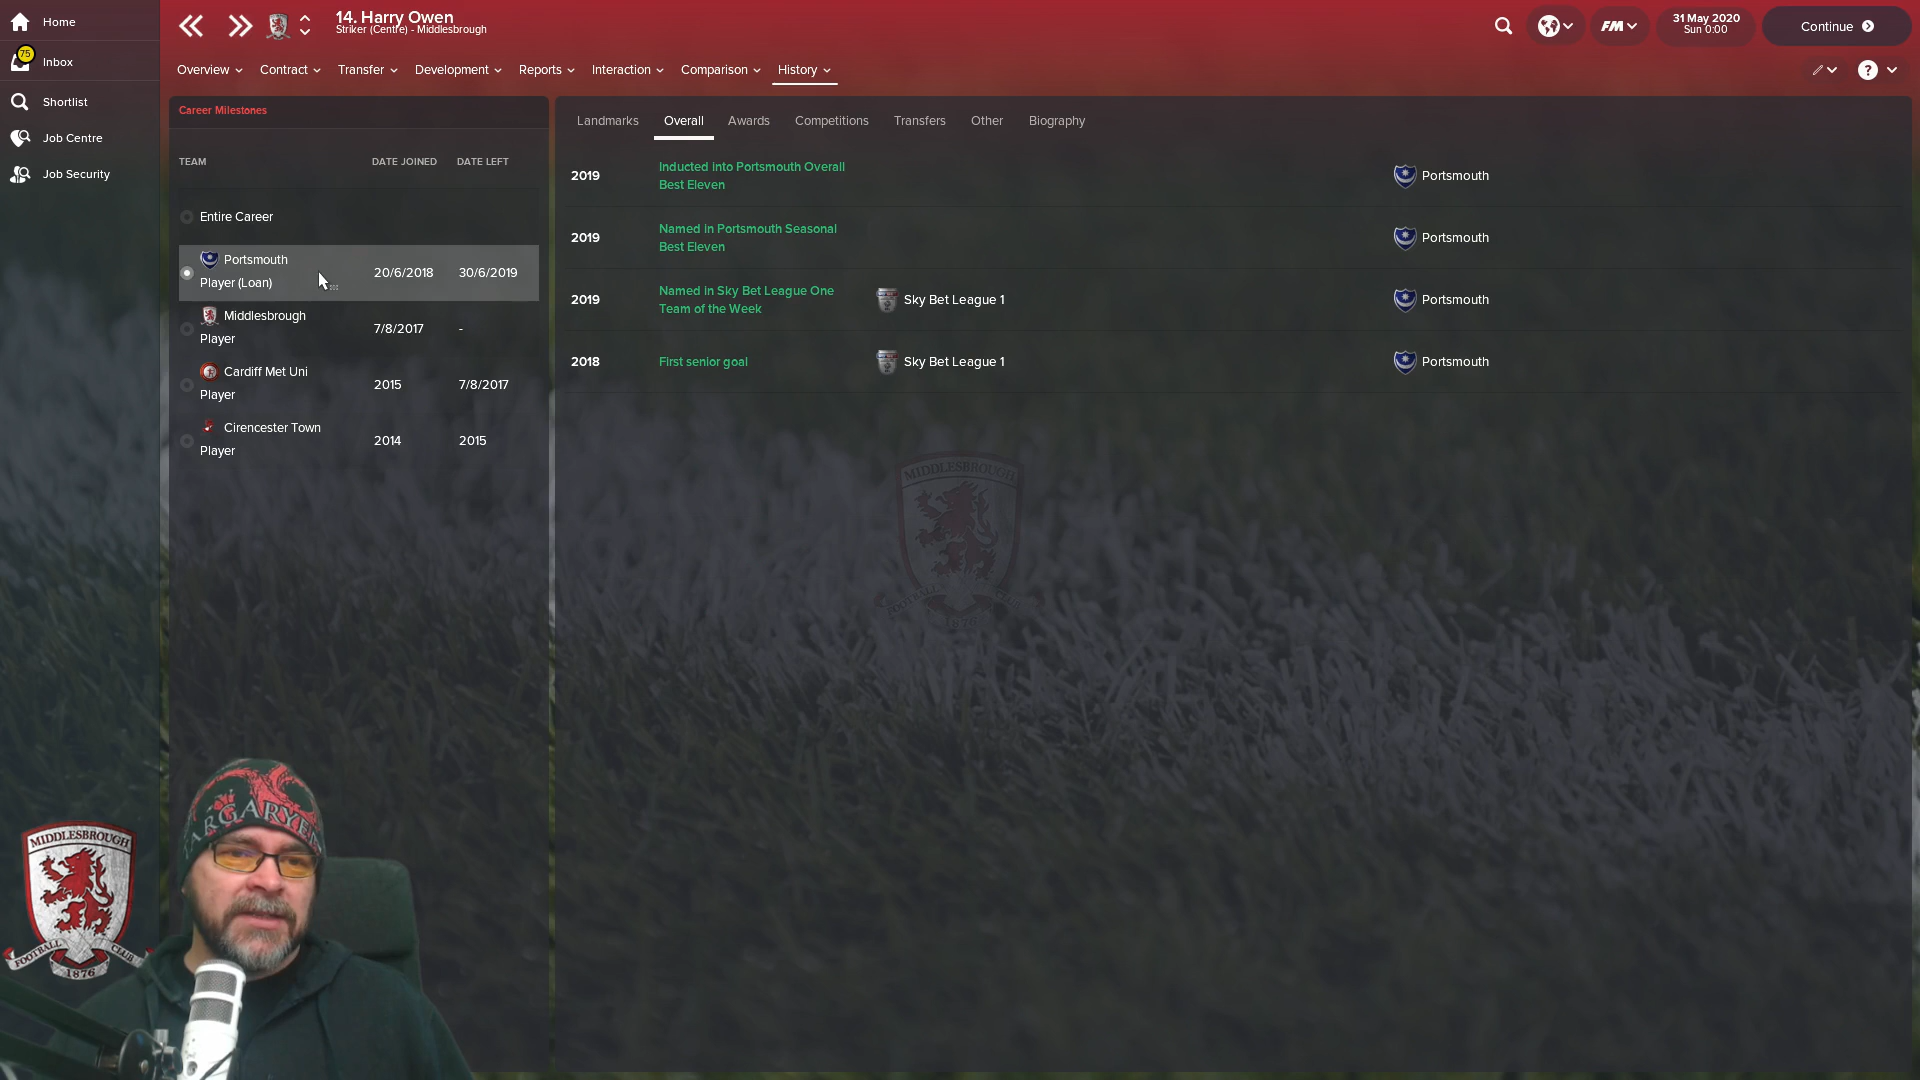 Home
75
Inbox
Shortlist
Job Centre
Job Security
14. Harry Owen
Striker (Centre) - Middlesbrough
FM
31 May 2020
Sun 0:00
Continue
Overview
Contract
Transfer
Development
Reports
Interaction
Comparison
History
?
Career Milestones
TEAM DATE JOINED DATE LEFT
Entire Career
Portsmouth
Player (Loan) 20/6/2018 30/6/2019
Middlesbrough
Player 7/8/2017 -
Cardiff Met Uni
Player 2015 7/8/2017
Cirencester Town
Player 2014 2015
Landmarks Overall Awards Competitions Transfers Other Biography
2019 Inducted into Portsmouth Overall
Best Eleven Portsmouth
2019 Named in Portsmouth Seasonal
Best Eleven Portsmouth
2019 Named in Sky Bet League One
Team of the Week Sky Bet League 1 Portsmouth
2018 First senior goal Sky Bet League 1 Portsmouth
MIDDLESBROUGH
FOOTBALL CLUB
1876
ARGARYE
MIDDLESBROUGH
FOOTBALL CLUB
1876